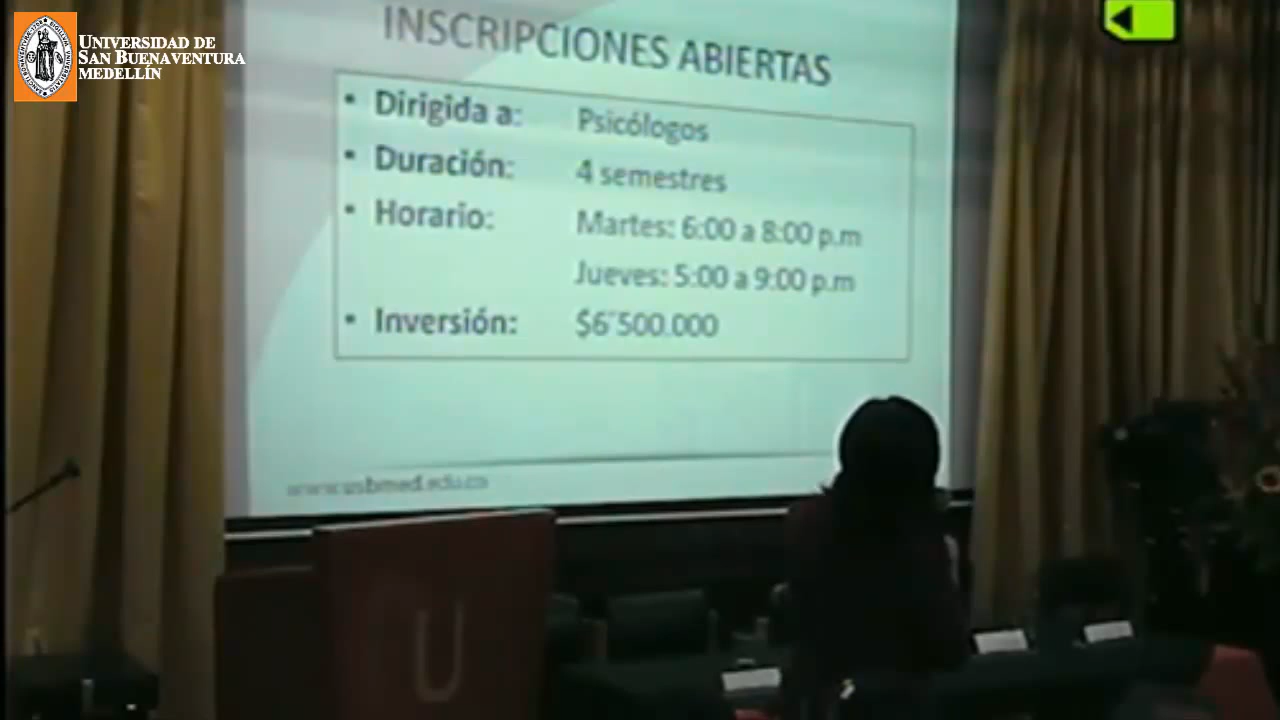 UNIVERSIDAD DE
SAN BUENAVENTURA
MEDELLÍN
INSCRIPCIONES ABIERTAS
• Dirigida a: Psicólogos
• Duración: 4 semestres
• Horario: Martes: 6:00 a 8:00 p.m
Jueves: 5:00 a 9:00 p.m
• Inversión: $6´500.000
www.usbmed.edu.co
U